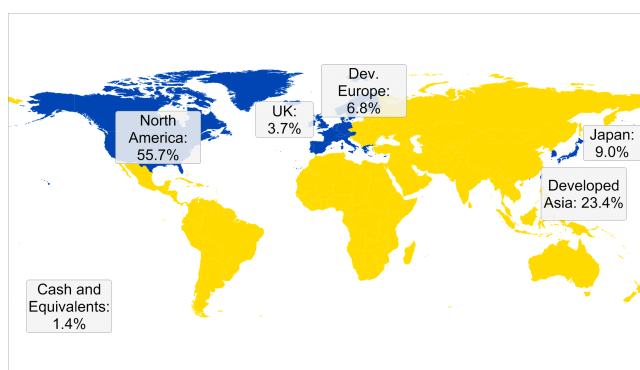 Dev.
Europe:
6.8%
UK:
3.7%
North
America:
55.7%
Japan:
9.0%
Developed
Asia: 23.4%
Cash and
Equivalents:
1.4%